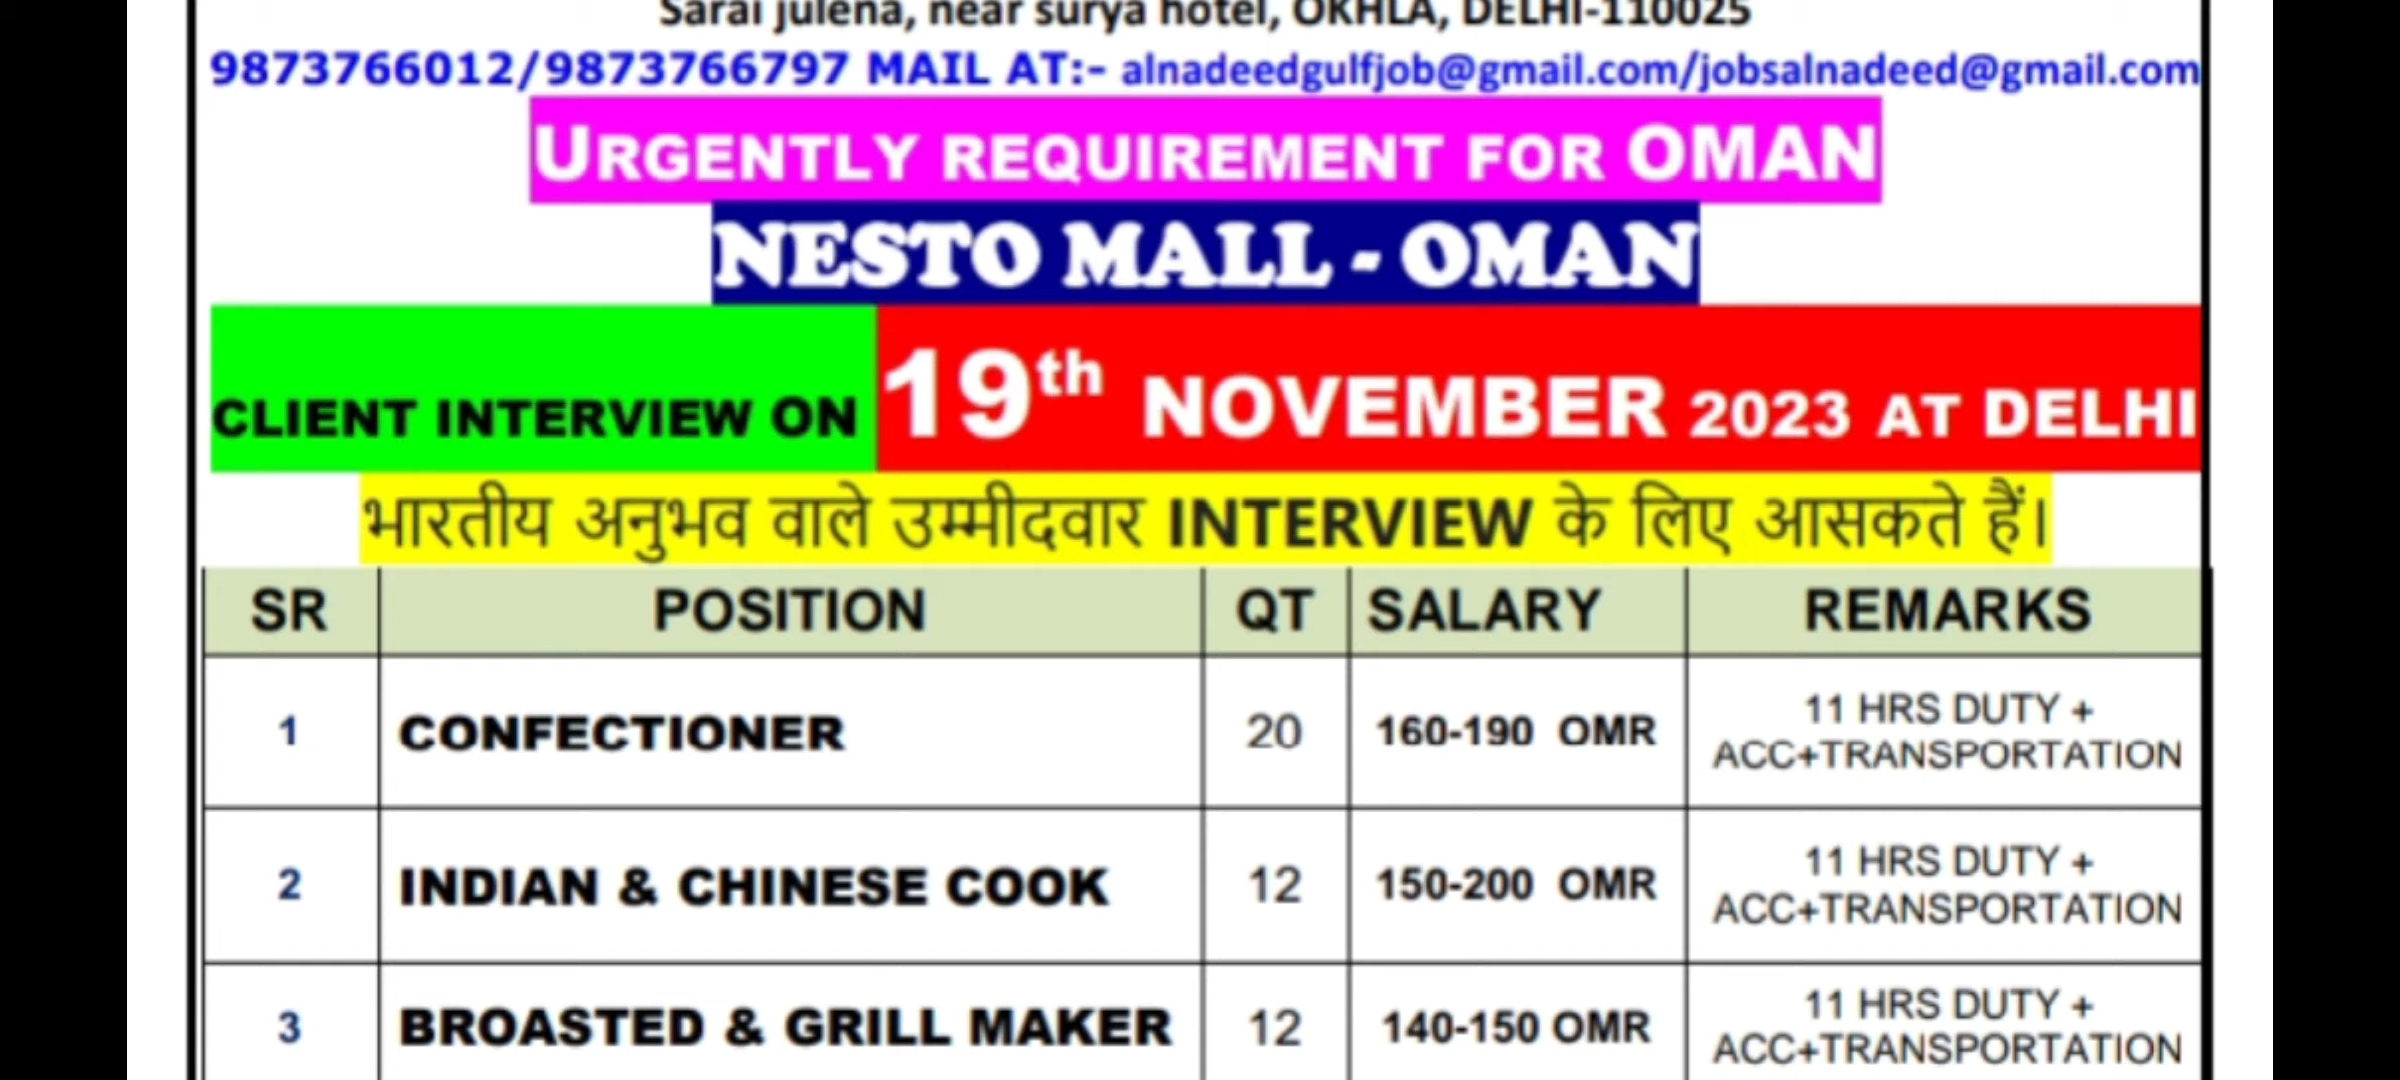 Sarai julena, near surya hotel, OKHLA, DELHI-110025
9873766012/9873766797 MAIL AT:- alnadeedgulfjob@gmail.com/jobsalnadeed@gmail.com
URGENTLY REQUIREMENT FOR OMAN
NESTO MALL - OMAN
CLIENT INTERVIEW ON 19th NOVEMBER 2023 AT DELHI
भारतीय अनुभव वाले उम्मीदवार INTERVIEW के लिए आसकते हैं।
SR POSITION QT SALARY REMARKS
1 CONFECTIONER 20 160-190 OMR 11 HRS DUTY +
ACC+TRANSPORTATION
2 INDIAN & CHINESE COOK 12 150-200 OMR 11 HRS DUTY +
ACC+TRANSPORTATION
3 BROASTED & GRILL MAKER 12 140-150 OMR 11 HRS DUTY +
ACC+TRANSPORTATION